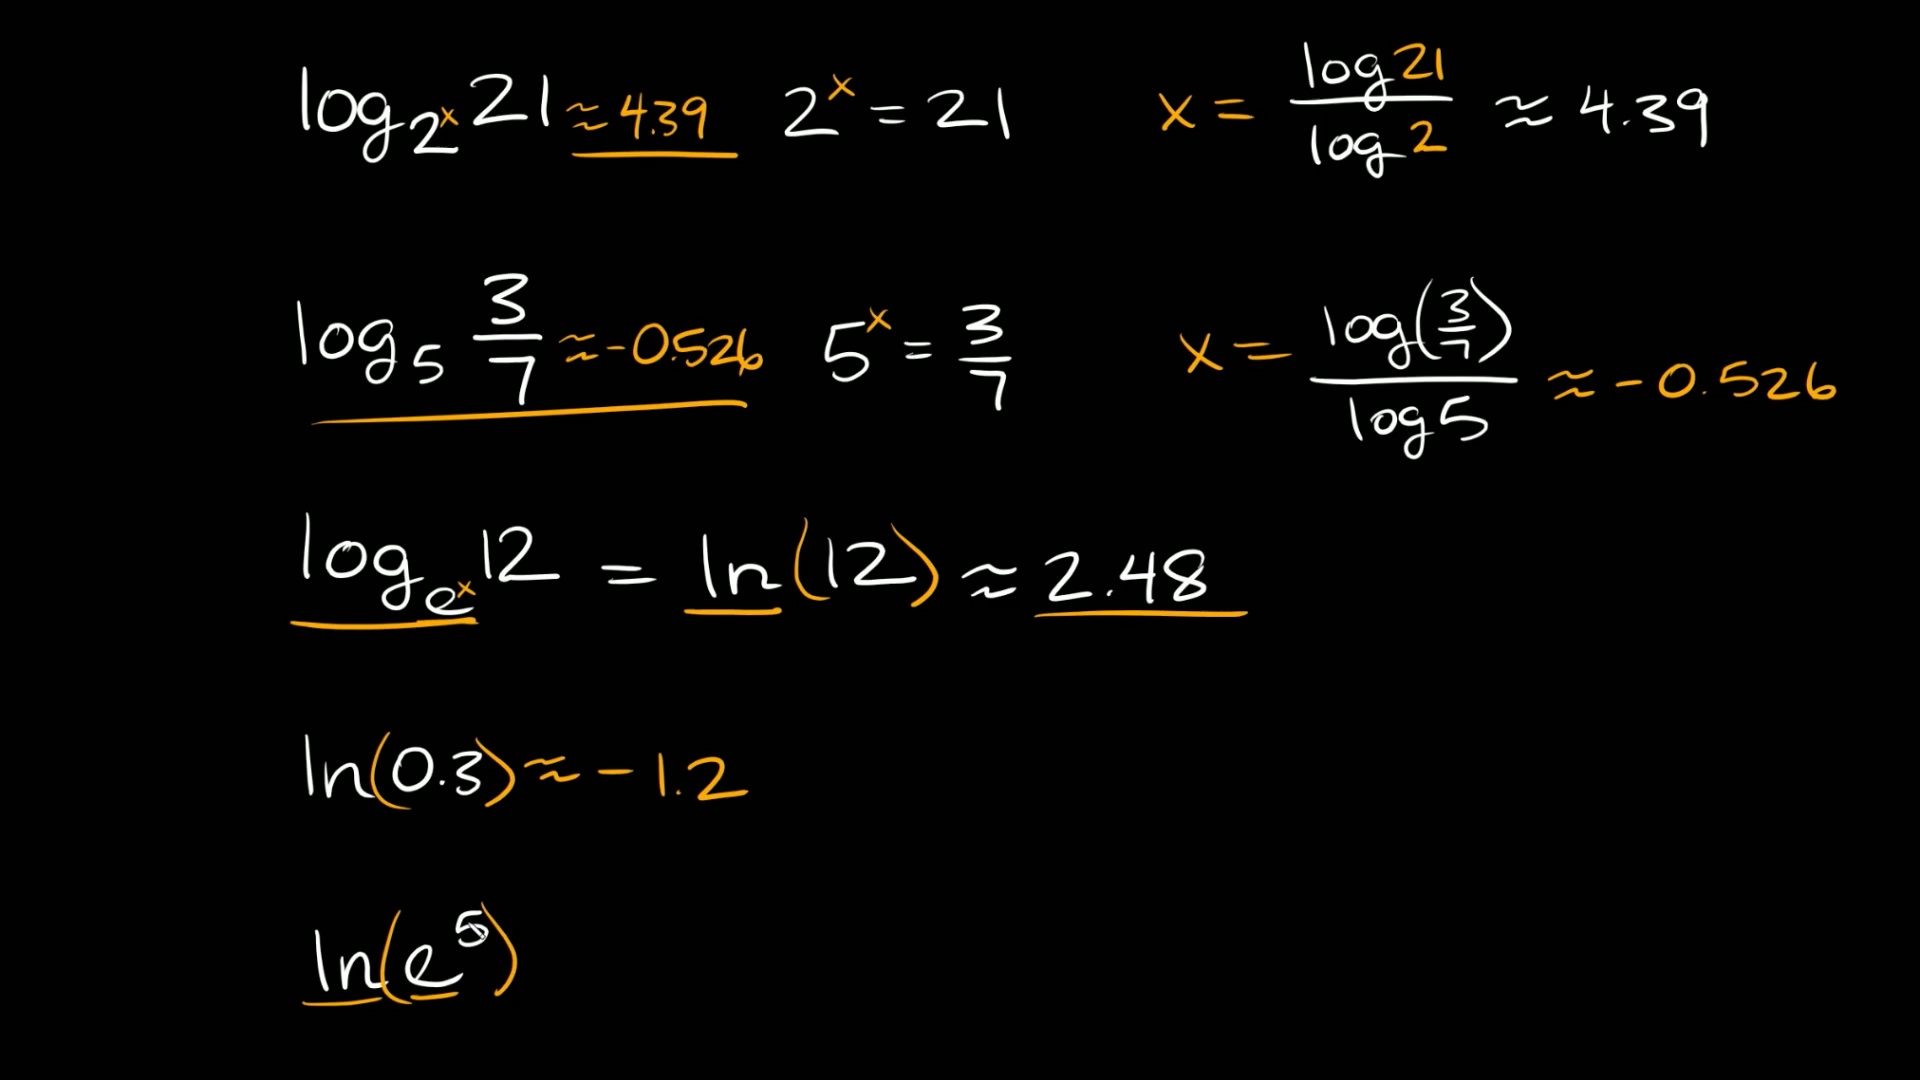 log₂ˣ 21 ≈ 4.39 2ˣ = 21 x = log 21 / log 2 ≈ 4.39
log₅ 3/7 ≈ -0.526 5ˣ = 3/7 x = log(3/7) / log 5 ≈ -0.526
logₑˣ 12 = ln(12) ≈ 2.48
ln(0.3) ≈ -1.2
ln(e⁵)